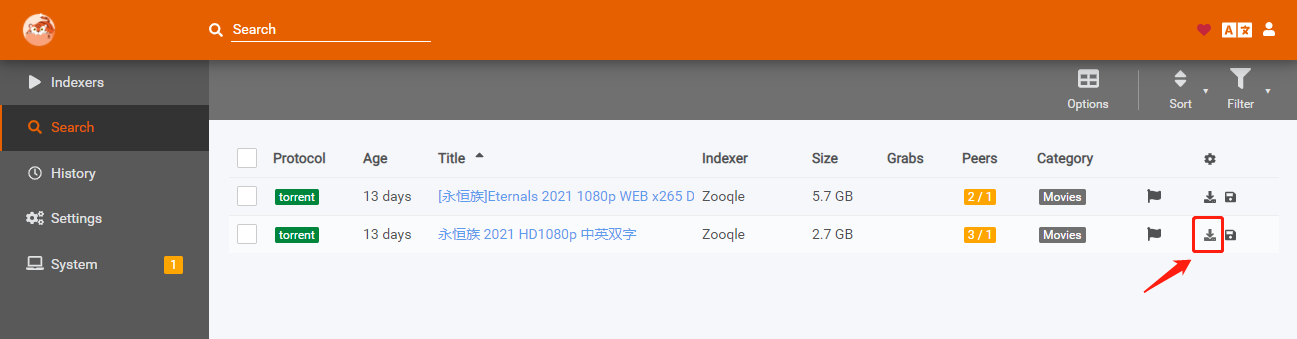 Search
A
Indexers
Search
History
Settings
System 1
Options Sort Filter
Protocol Age Title Indexer Size Grabs Peers Category
torrent 13 days [永恒族]Eternals 2021 1080p WEB x265 D Zooqle 5.7 GB 2 / 1 Movies
torrent 13 days 永恒族 2021 HD1080p 中英双字 Zooqle 2.7 GB 3 / 1 Movies